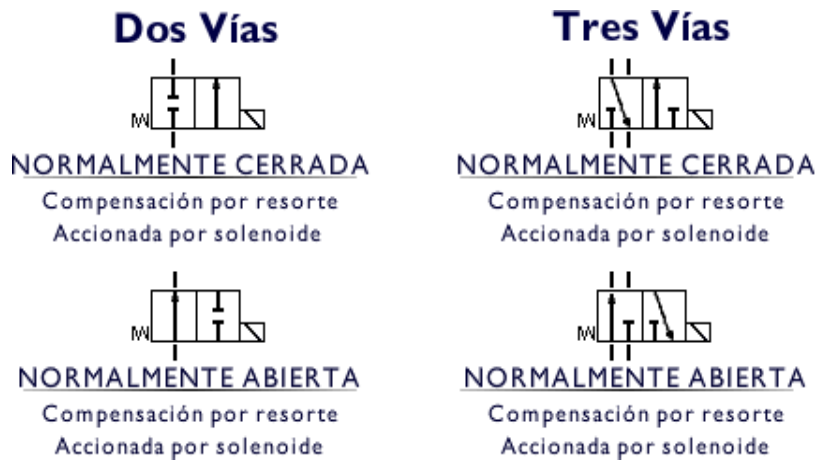 Dos Vías
NORMALMENTE CERRADA
Compensación por resorte
Accionada por solenoide
NORMALMENTE ABIERTA
Compensación por resorte
Accionada por solenoide
Tres Vías
NORMALMENTE CERRADA
Compensación por resorte
Accionada por solenoide
NORMALMENTE ABIERTA
Compensación por resorte
Accionada por solenoide